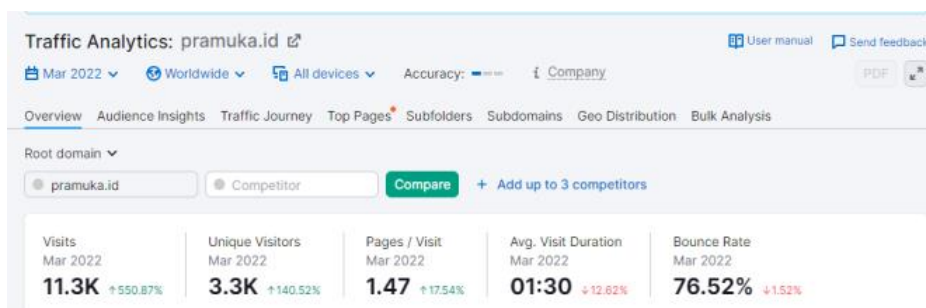 Traffic Analytics: pramuka.id
User manual
Send feedback
Mar 2022
Worldwide
All devices
Accuracy:
i Company
PDF
Overview Audience Insights Traffic Journey Top Pages Subfolders Subdomains Geo Distribution Bulk Analysis
Root domain
pramuka.id
Competitor
Compare
+ Add up to 3 competitors
Visits Unique Visitors Pages / Visit Avg. Visit Duration Bounce Rate
Mar 2022 Mar 2022 Mar 2022 Mar 2022 Mar 2022
11.3K ↑550.87% 3.3K ↑140.52% 1.47 ↑17.54% 01:30 ↓12.62% 76.52% ↓1.52%